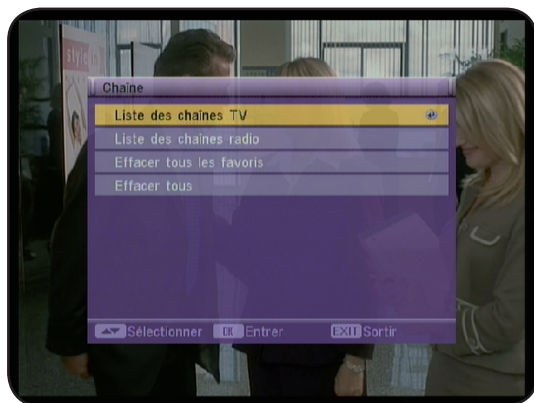 style
Chaîne
Liste des chaînes TV
Liste des chaînes radio
Effacer tous les favoris
Effacer tous
Sélectionner OK Entrer EXIT Sortir